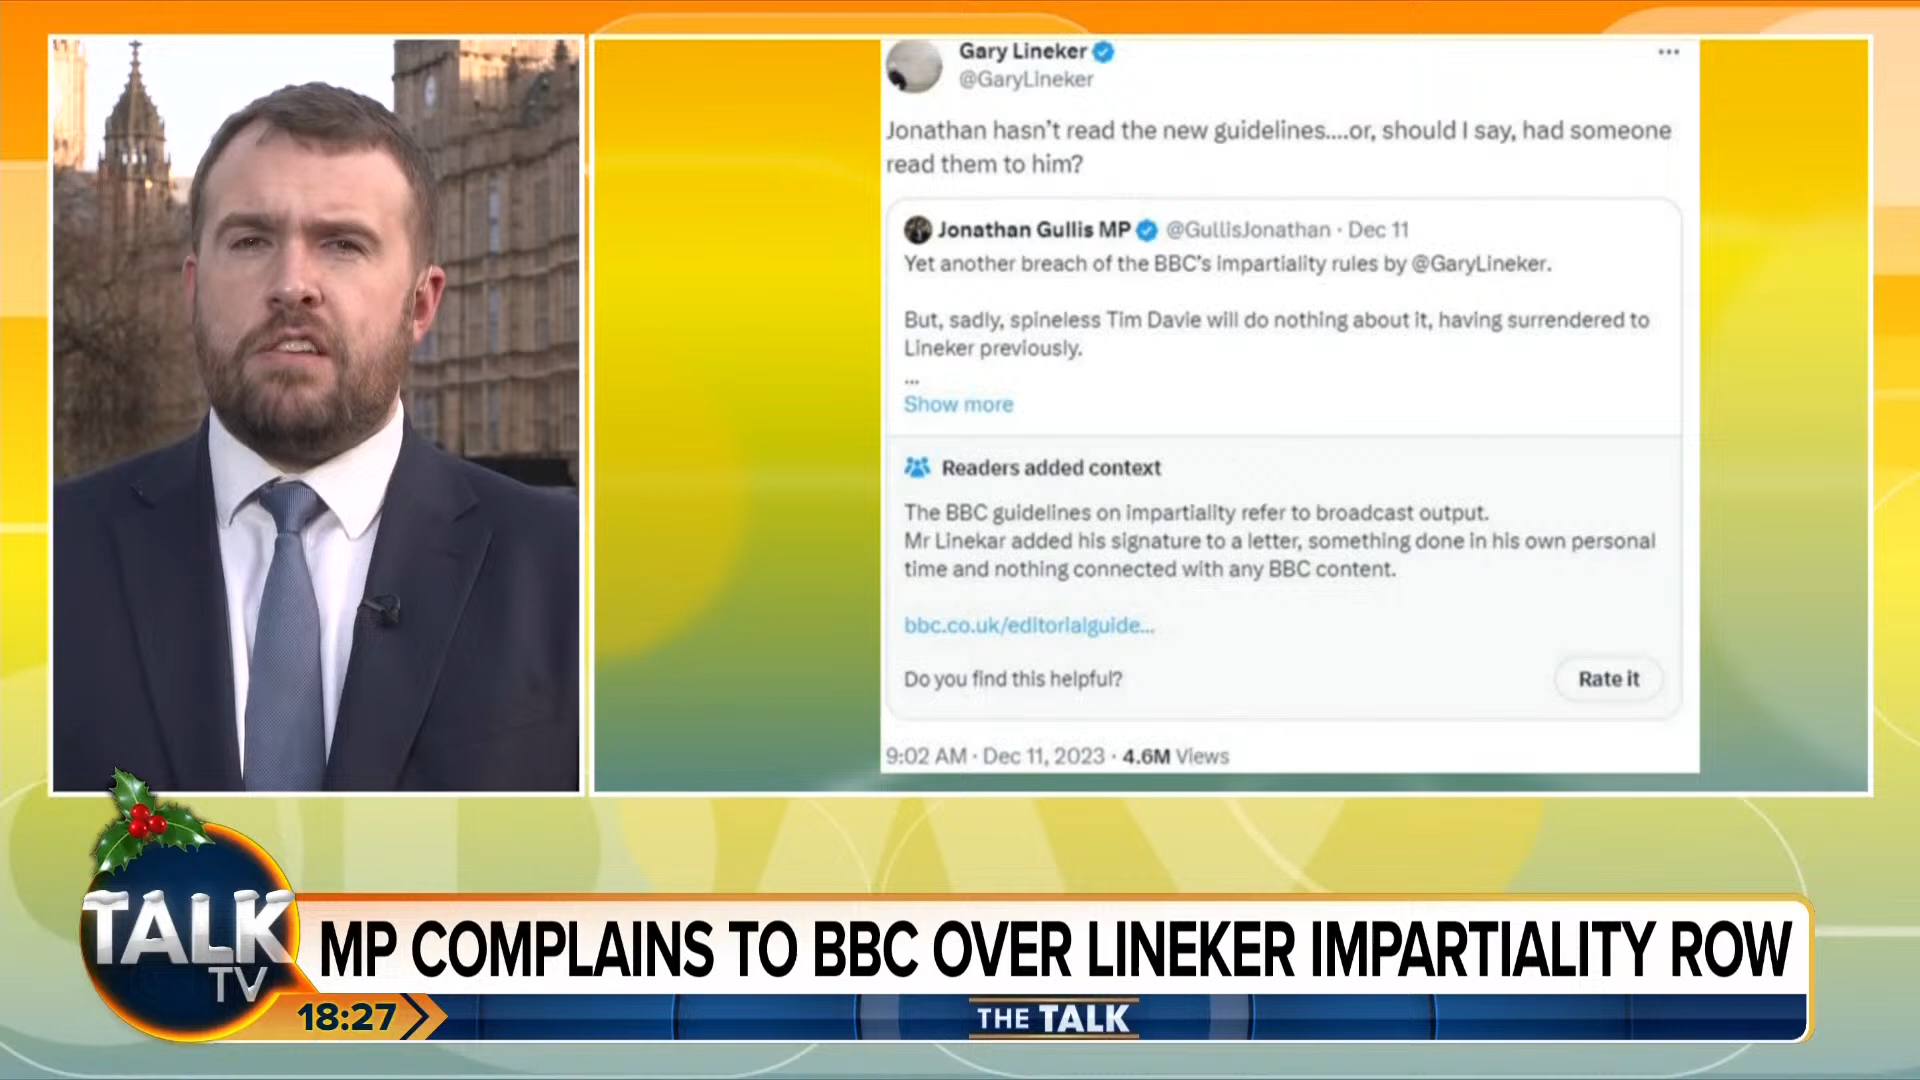 Gary Lineker
@GaryLineker
Jonathan hasn't read the new guidelines....or, should I say, had someone
read them to him?
Jonathan Gullis MP @GullisJonathan · Dec 11
Yet another breach of the BBC's impartiality rules by @GaryLineker.
But, sadly, spineless Tim Davie will do nothing about it, having surrendered to
Lineker previously.
...
Show more
Readers added context
The BBC guidelines on impartiality refer to broadcast output.
Mr Linekar added his signature to a letter, something done in his own personal
time and nothing connected with any BBC content.
bbc.co.uk/editorialguide...
Do you find this helpful?
Rate it
9:02 AM · Dec 11, 2023 · 4.6M Views
TALK
TV
MP COMPLAINS TO BBC OVER LINEKER IMPARTIALITY ROW
18:27
THE TALK